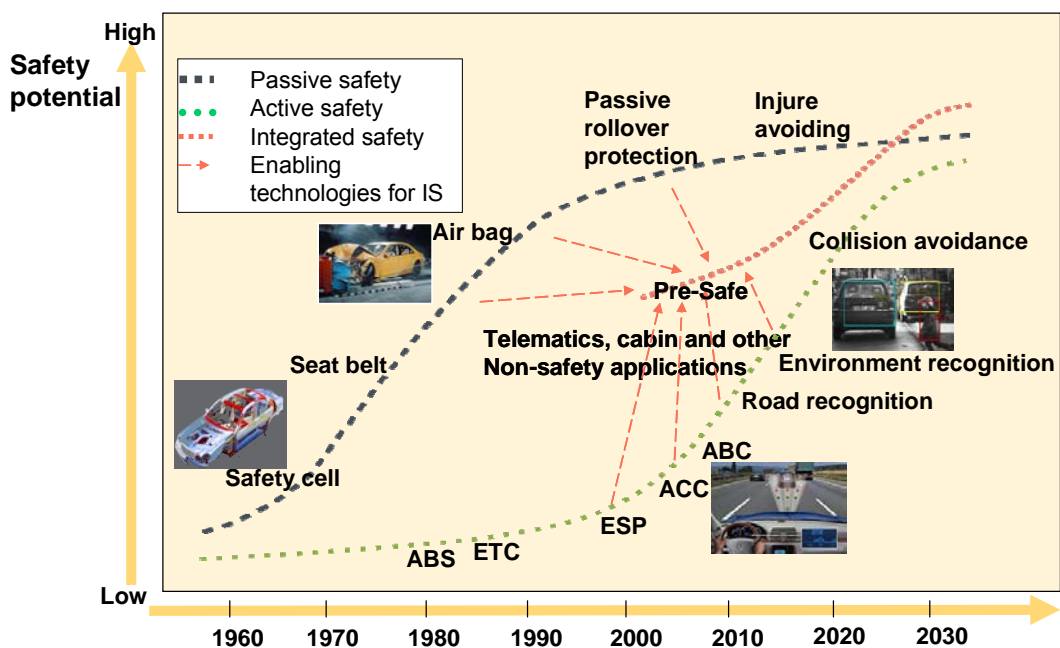 High
Safety
potential
Passive safety
Active safety
Integrated safety
Enabling
technologies for IS
Passive
rollover
protection
Injure
avoiding
Air bag
Collision avoidance
Pre-Safe
Telematics, cabin and other
Non-safety applications
Seat belt
Environment recognition
Road recognition
Safety cell
ABC
ACC
ESP
ETC
ABS
Low
1960
1970
1980
1990
2000
2010
2020
2030